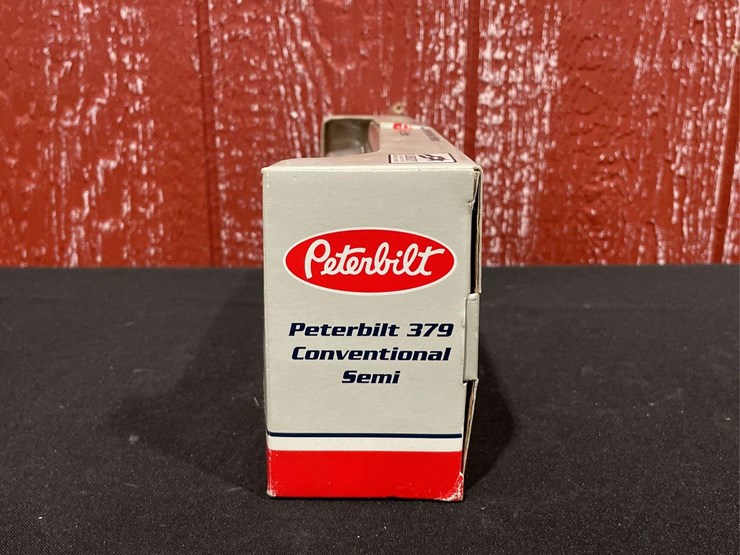 Peterbilt
Peterbilt 379
Conventional
Semi